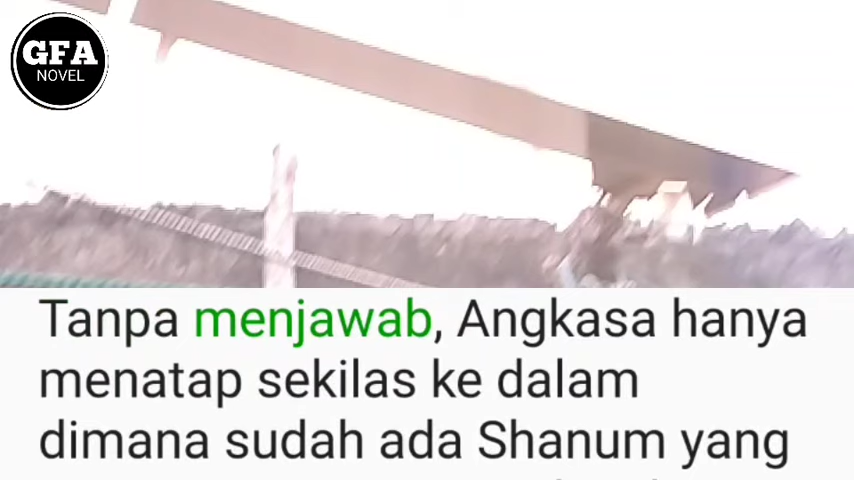 GFA
NOVEL
Tanpa menjawab, Angkasa hanya
menatap sekilas ke dalam
dimana sudah ada Shanum yang